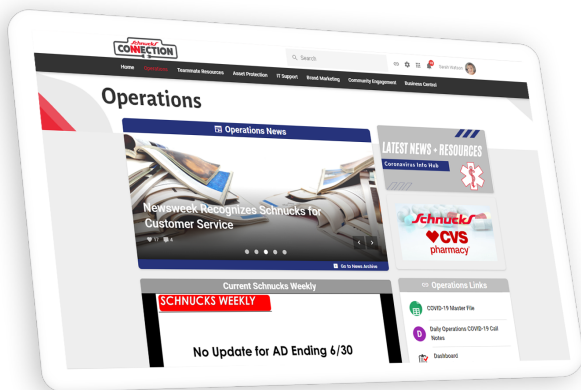 Schnucks
CONNECTION
Search
Sarah Watson
Home Operations Teammate Resources Asset Protection IT Support Brand Marketing Community Engagement Business Central
Operations
Operations News
Newsweek Recognizes Schnucks for
Customer Service
17 4
Go to News Archive
LATEST NEWS + RESOURCES
Coronavirus Info Hub
Schnucks
CVS
pharmacy
Current Schnucks Weekly
SCHNUCKS WEEKLY
No Update for AD Ending 6/30
Operations Links
COVID-19 Master File
D
Daily Operations COVID-19 Call
Notes
Dashboard